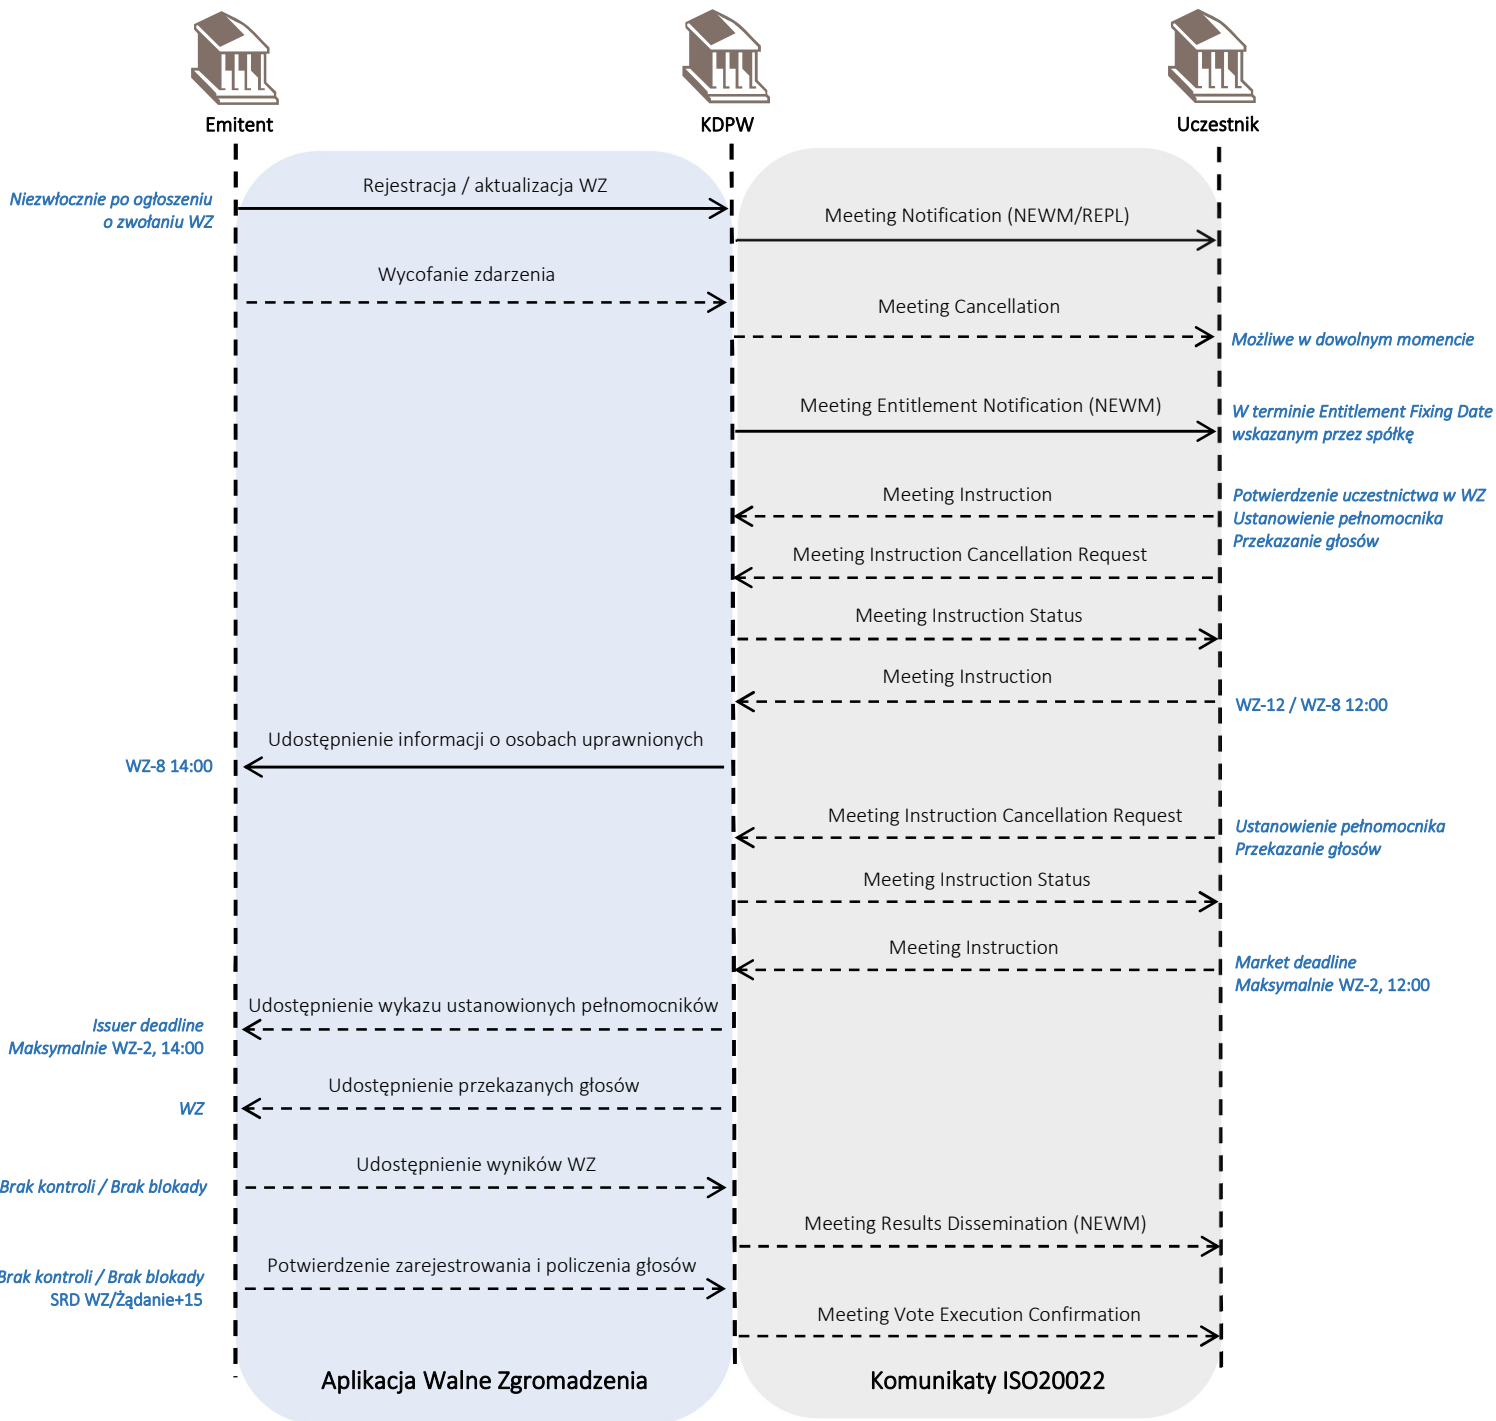 Emitent
KDPW
Uczestnik
Rejestracja / aktualizacja WZ
Niezwłocznie po ogłoszeniu
o zwołaniu WZ
Meeting Notification (NEWM/REPL)
Wycofanie zdarzenia
Meeting Cancellation
Możliwe w dowolnym momencie
Meeting Entitlement Notification (NEWM)
W terminie Entitlement Fixing Date
wskazanym przez spółkę
Meeting Instruction
Potwierdzenie uczestnictwa w WZ
Ustanowienie pełnomocnika
Przekazanie głosów
Meeting Instruction Cancellation Request
Meeting Instruction Status
Meeting Instruction
WZ-12 / WZ-8 12:00
Udostępnienie informacji o osobach uprawnionych
WZ-8 14:00
Meeting Instruction Cancellation Request
Ustanowienie pełnomocnika
Przekazanie głosów
Meeting Instruction Status
Meeting Instruction
Market deadline
Maksymalnie WZ-2, 12:00
Udostępnienie wykazu ustanowionych pełnomocników
Issuer deadline
Maksymalnie WZ-2, 14:00
Udostępnienie przekazanych głosów
WZ
Udostępnienie wyników WZ
Brak kontroli / Brak blokady
Meeting Results Dissemination (NEWM)
Potwierdzenie zarejestrowania i policzenia głosów
Brak kontroli / Brak blokady
SRD WZ/Żądanie+15
Meeting Vote Execution Confirmation
Aplikacja Walne Zgromadzenia
Komunikaty ISO20022